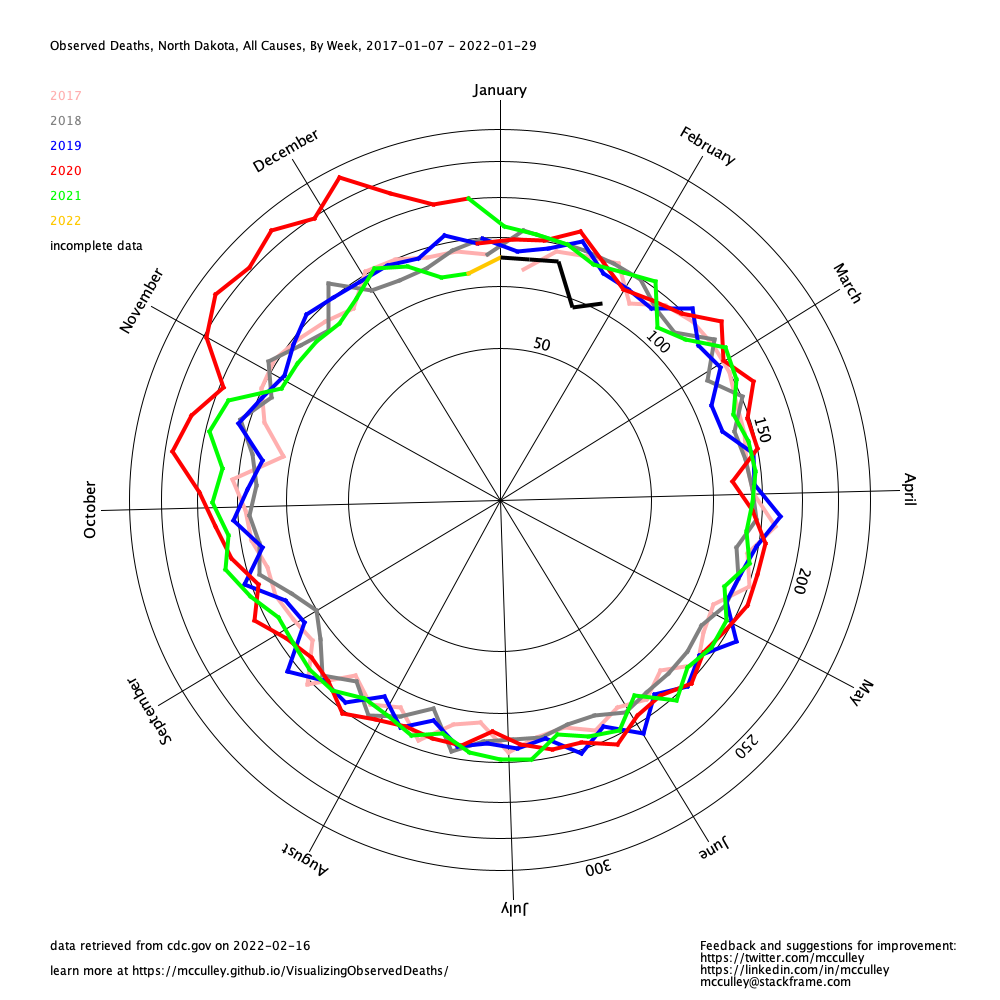 Observed Deaths, North Dakota, All Causes, By Week, 2017-01-07 - 2022-01-29
2017
2018
2019
2020
2021
2022
incomplete data
January
February
March
April
May
June
July
August
September
October
November
December
50
100
150
200
250
300
data retrieved from cdc.gov on 2022-02-16
learn more at https://mcculley.github.io/VisualizingObservedDeaths/
Feedback and suggestions for improvement:
https://twitter.com/mcculley
https://linkedin.com/in/mcculley
mcculley@stackframe.com